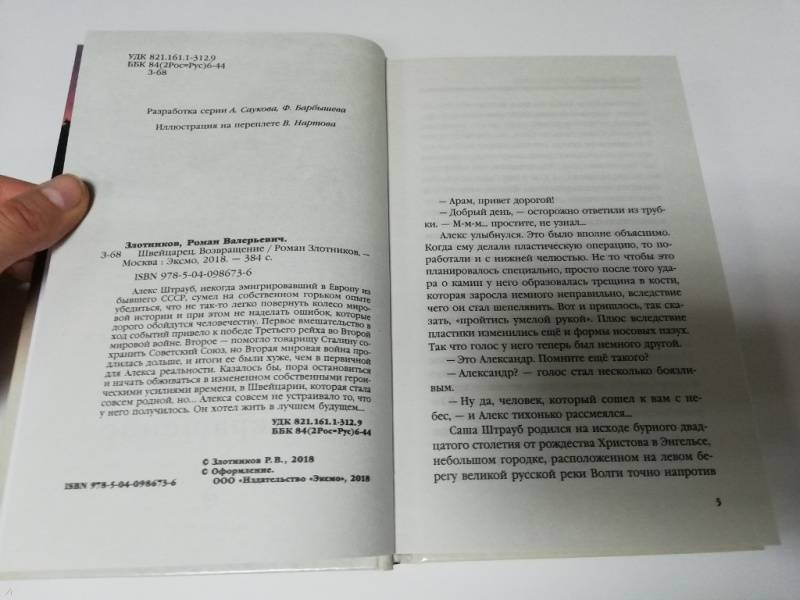 УДК 821.161.1-312.9
ББК 84(2Рос=Рус)6-44
З-68
Разработка серии А. Саукова, Ф. Барбышева
Иллюстрация на переплете В. Нартова
Злотников, Роман Валерьевич.
З-68 Швейцарец. Возвращение / Роман Злотников. —
Москва : Эксмо, 2018. — 384 с.
ISBN 978-5-04-098673-6
Алекс Штрауб, некогда эмигрировавший в Европу из
бывшего СССР, сумел на собственном горьком опыте
убедиться, что не так-то легко повернуть колесо миро-
вой истории и при этом не наделать ошибок, которые
дорого обойдутся человечеству. Первое вмешательство в
ход событий привело к победе Третьего рейха во Второй
мировой войне. Второе — помогло товарищу Сталину со-
хранить Советский Союз, но Вторая мировая война про-
длилась дольше, и итоги ее были хуже, чем в первичной
для Алекса реальности. Казалось бы, пора остановиться
и начать обживаться в измененном собственными герои-
ческими усилиями времени, в Швейцарии, которая стала
совсем родной, но... Алекса совсем не устраивало то, что
у него получилось. Он хотел жить в лучшем будущем...
УДК 821.161.1-312.9
ББК 84(2Рос=Рус)6-44
© Злотников Р.В., 2018
© Оформление.
ISBN 978-5-04-098673-6 ООО «Издательство «Эксмо», 2018
— Арам, привет дорогой!
— Добрый день, — осторожно ответили из труб-
ки. — М-м-м... простите, не узнал...
Алекс улыбнулся. Это было вполне объяснимо.
Когда ему делали пластическую операцию, то по-
работали и с нижней челюстью. Не то чтобы это
планировалось специально, просто после того уда-
ра о камин у него образовалась трещина в кости,
которая заросла немного неправильно, вследствие
чего он стал шепелявить. Вот и пришлось, так ска-
зать, «пройтись умелой рукой». Плюс вследствие
пластики изменились ещё и формы носовых пазух.
Так что голос у него теперь был немного другой.
— Это Александр. Помните ещё такого?
— Александр? — голос стал несколько боязли-
вым.
— Ну да, человек, который сошел к вам с не-
бес, — и Алекс тихонько рассмеялся...
Саша Штрауб родился на исходе бурного двад-
цатого столетия от рождества Христова в Энгельсе,
небольшом городке, расположенном на левом бе-
регу великой русской реки Волги точно напротив
5